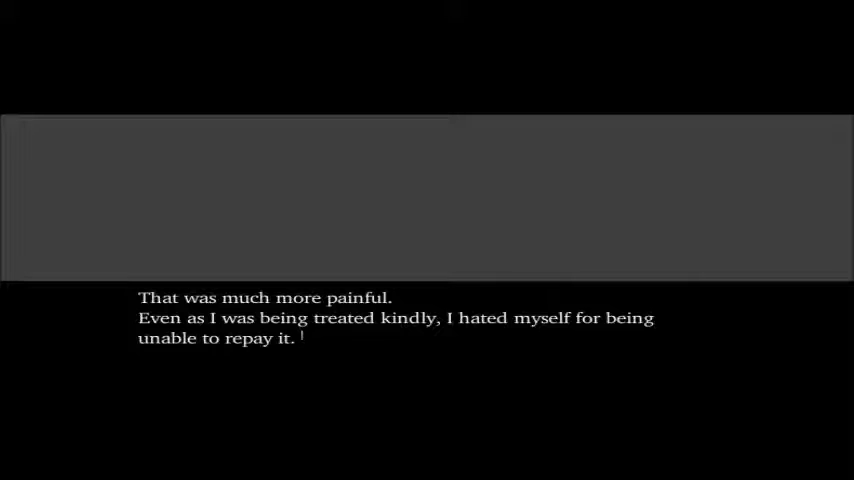 That was much more painful.
Even as I was being treated kindly, I hated myself for being
unable to repay it.